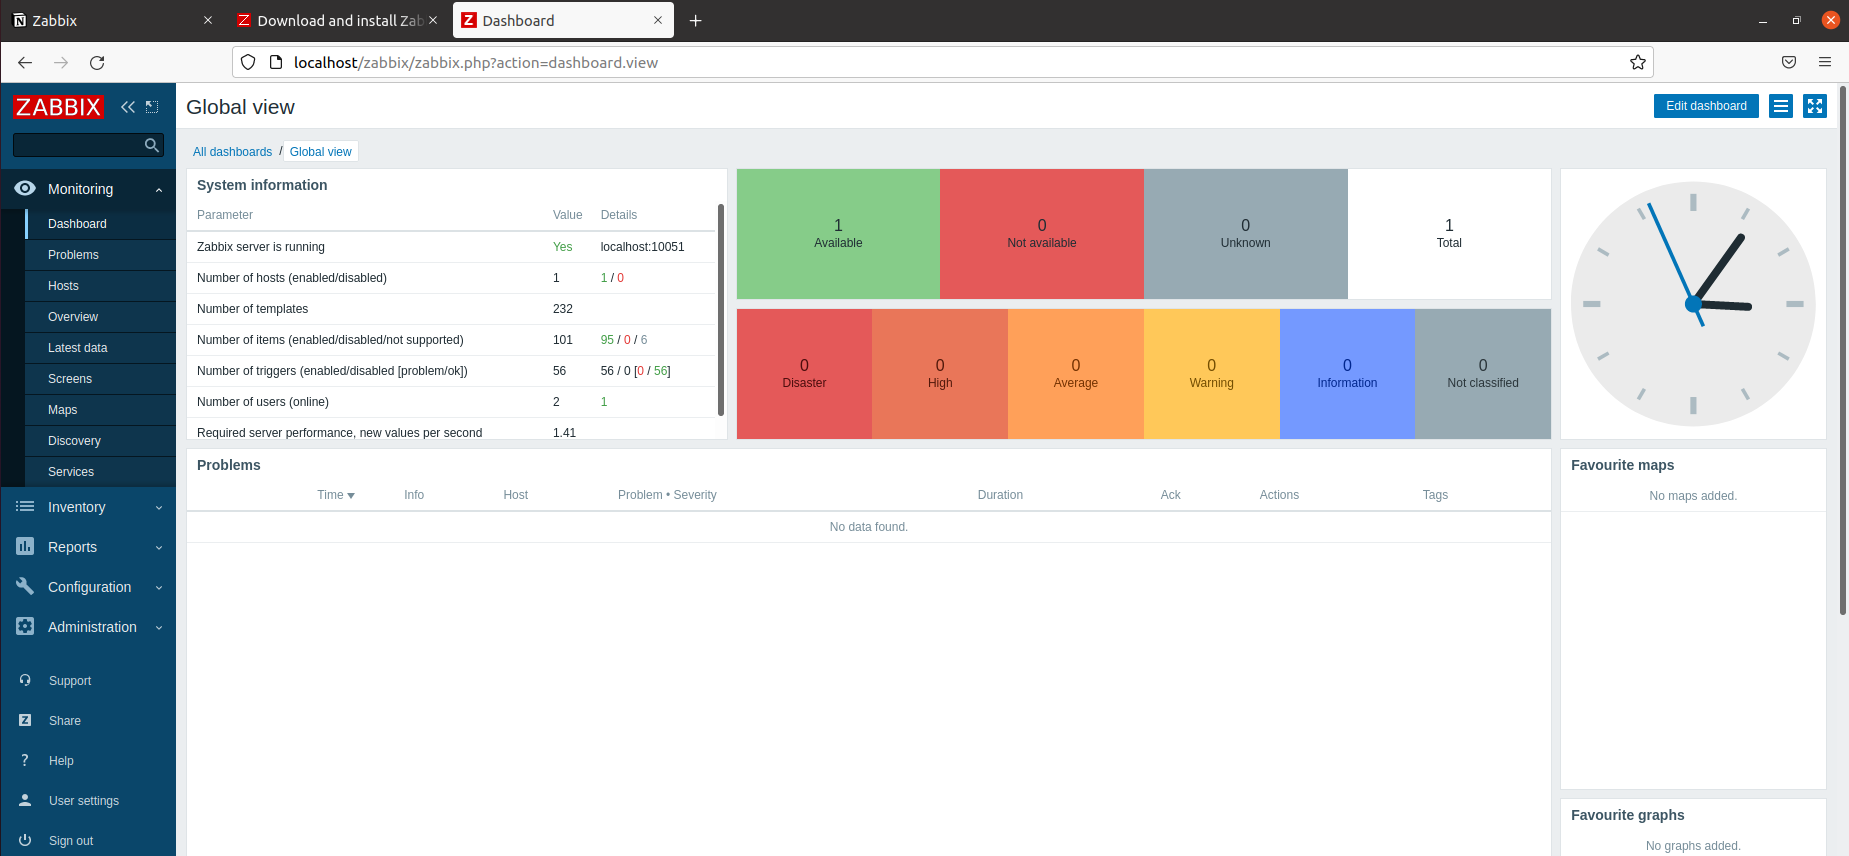 Zabbix
Download and install Zab
Dashboard
localhost/zabbix/zabbix.php?action=dashboard.view
ZABBIX
Monitoring
Dashboard
Problems
Hosts
Overview
Latest data
Screens
Maps
Discovery
Services
Inventory
Reports
Configuration
Administration
Support
Share
Help
User settings
Sign out
Global view
Edit dashboard
All dashboards / Global view
System information
Parameter Value Details
Zabbix server is running Yes localhost:10051
Number of hosts (enabled/disabled) 1 1 / 0
Number of templates 232
Number of items (enabled/disabled/not supported) 101 95 / 0 / 6
Number of triggers (enabled/disabled [problem/ok]) 56 56 / 0 [0 / 56]
Number of users (online) 2 1
Required server performance, new values per second 1.41
1 0 0 1
Available Not available Unknown Total
0 0 0 0 0 0
Disaster High Average Warning Information Not classified
Problems
Time Info Host Problem • Severity Duration Ack Actions Tags
No data found.
Favourite maps
No maps added.
Favourite graphs
No graphs added.